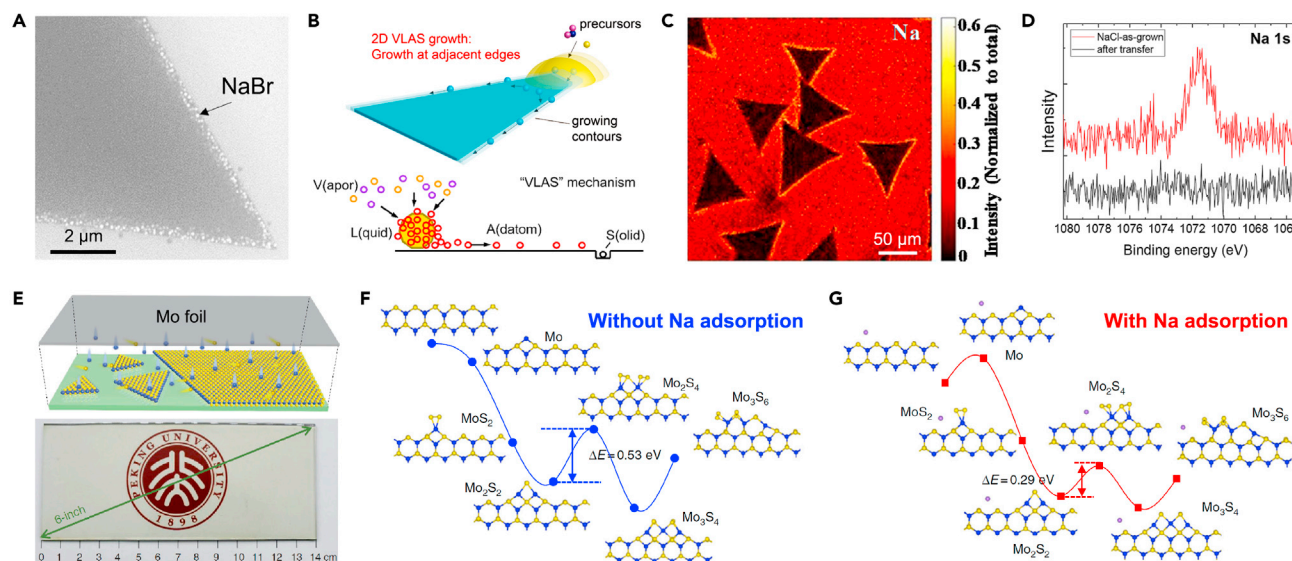 A
NaBr
2 μm
B
2D VLAS growth:
Growth at adjacent edges
precursors
growing
contours
V(apor)
"VLAS" mechanism
L(quid)
A(datom)
S(olid)
C
Na
50 μm
Intensity (Normalized to total)
0.6
0.5
0.4
0.3
0.2
0.1
0
D
NaCl-as-grown
after transfer
Na 1s
Intensity
1080 1078 1076 1074 1072 1070 1068 106
Binding energy (eV)
E
Mo foil
PEKING UNIVERSITY
1898
6-inch
0 1 2 3 4 5 6 7 8 9 10 11 12 13 14 cm
F
Without Na adsorption
Mo
Mo2S4
Mo3S6
MoS2
ΔE = 0.53 eV
Mo2S2
Mo3S4
G
With Na adsorption
Mo
Mo2S4
Mo3S6
MoS2
ΔE = 0.29 eV
Mo3S4
Mo2S2